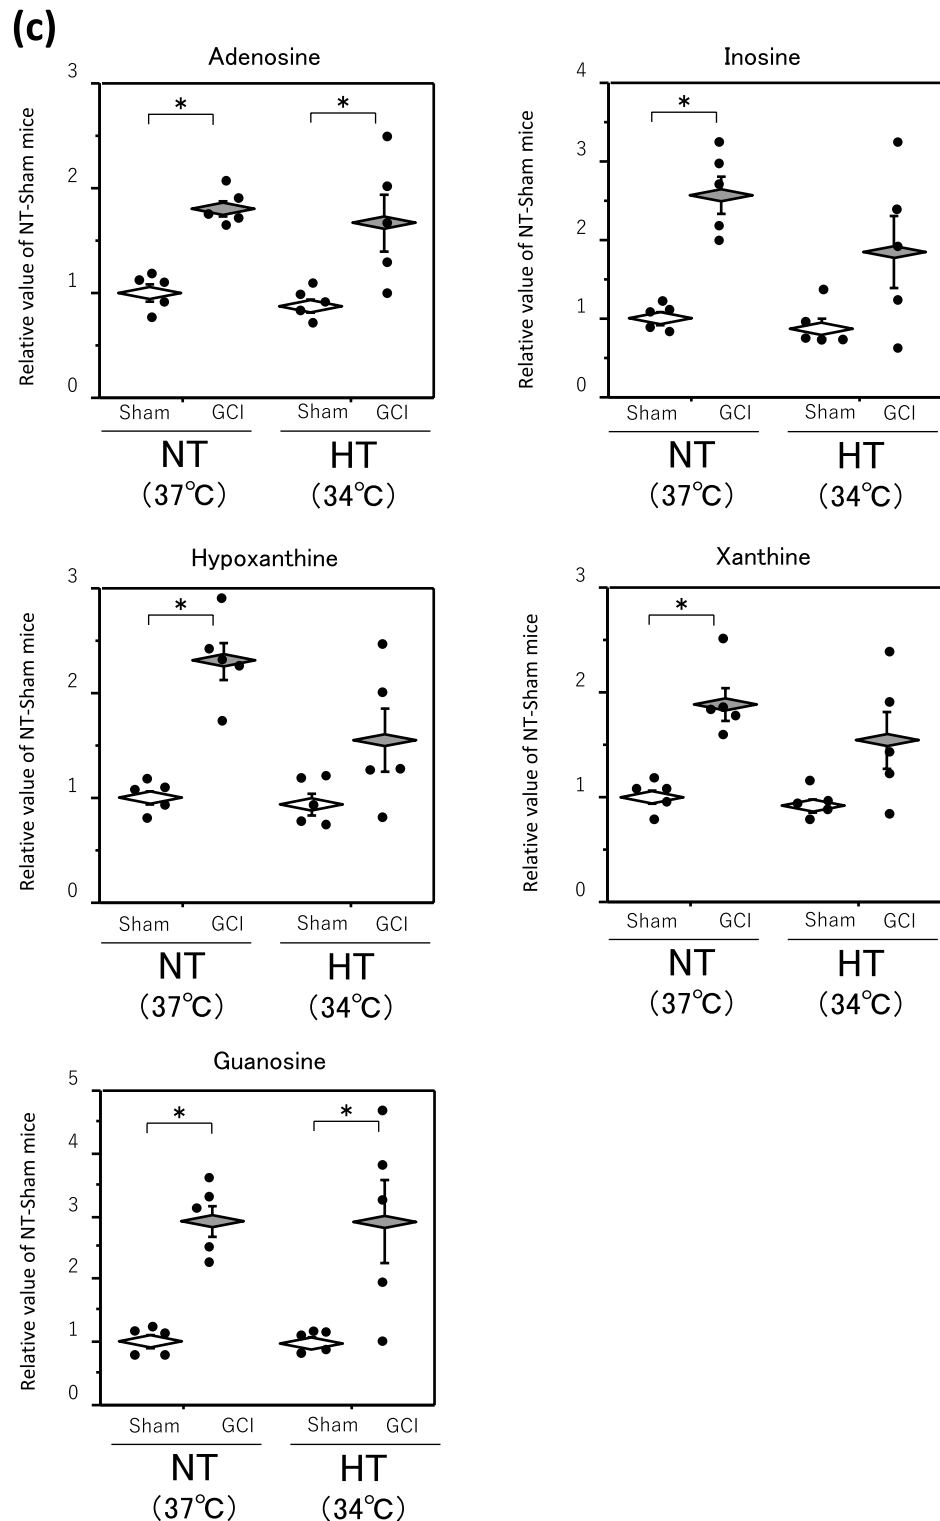 (c)
Adenosine
Relative value of NT-Sham mice
3
2
1
0
*
*
Sham GCI Sham GCI
NT HT
(37℃) (34℃)
Inosine
Relative value of NT-Sham mice
4
3
2
1
0
*
Sham GCI Sham GCI
NT HT
(37℃) (34℃)
Hypoxanthine
Relative value of NT-Sham mice
3
2
1
0
*
Sham GCI Sham GCI
NT HT
(37℃) (34℃)
Xanthine
Relative value of NT-Sham mice
3
2
1
0
*
Sham GCI Sham GCI
NT HT
(37℃) (34℃)
Guanosine
Relative value of NT-Sham mice
5
4
3
2
1
0
*
*
Sham GCI Sham GCI
NT HT
(37℃) (34℃)